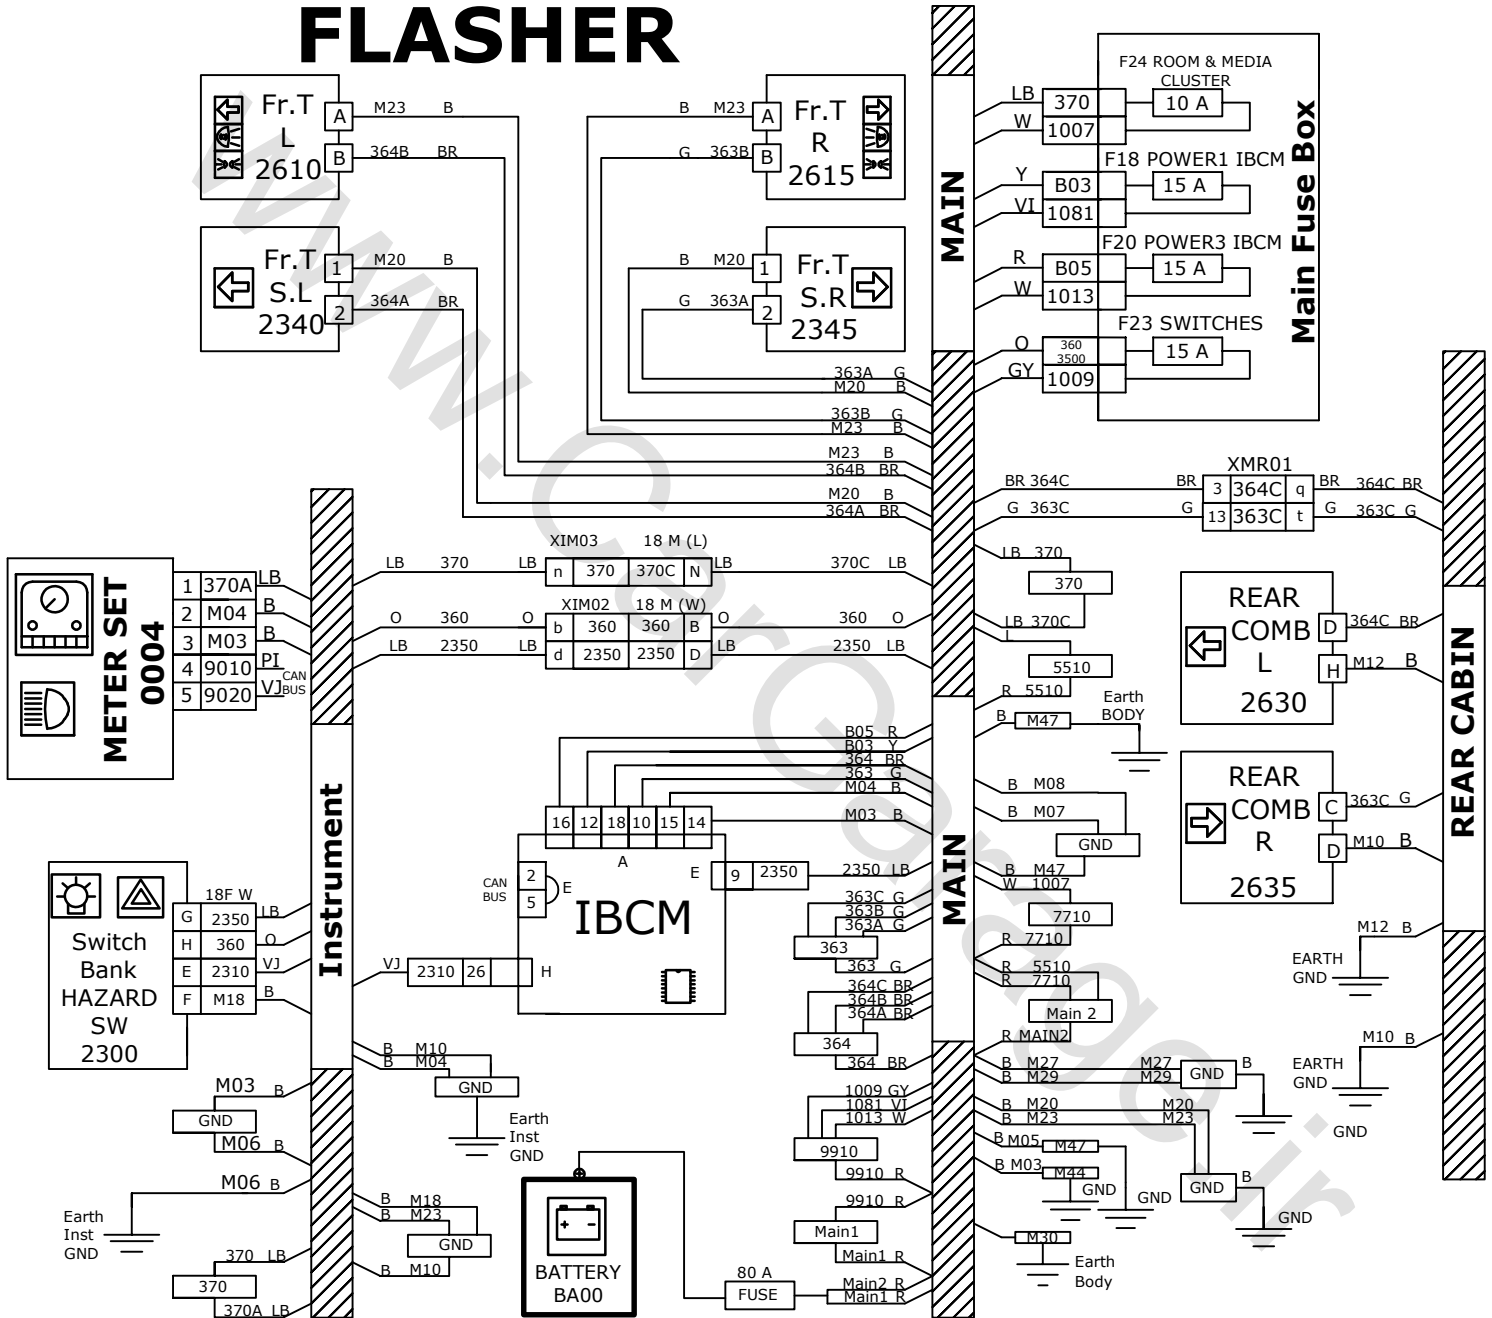 FLASHER
Fr.T
L
2610
A
B
M23 B
364B BR
B M23
G 363B
A
B
Fr.T
R
2615
Fr.T
S.L
2340
1
2
M20 B
364A BR
B M20
G 363A
1
2
Fr.T
S.R
2345
363A G
M20 B
363B G
M23 B
M23 B
364B BR
M20 B
364A BR
MAIN
F24 ROOM & MEDIA
CLUSTER
LB 370 10 A
W 1007
F18 POWER1 IBCM
Y B03 15 A
VI 1081
F20 POWER3 IBCM
R B05 15 A
W 1013
F23 SWITCHES
O 360
3500 15 A
GY 1009
Main Fuse Box
XMR01
BR 364C BR 3 364C q BR 364C BR
G 363C G 13 363C t G 363C G
METER SET
0004
1 370A LB
2 M04 B
3 M03 B
4 9010 PI
5 9020 VJ
CAN
BUS
XIM03 18 M (L)
LB 370 LB n 370 370C N LB 370C LB
XIM02 18 M (W)
O 360 O b 360 360 B O 360 O
LB 2350 LB d 2350 2350 D LB 2350 LB
LB 370
370
LB 370C
L
5510
R 5510
B M47
Earth
BODY
REAR
COMB
L
2630
D
H
364C BR
M12 B
REAR
COMB
R
2635
C
D
363C G
M10 B
REAR CABIN
M12 B
EARTH
GND
M10 B
EARTH
GND
Instrument
B05 R
B03 Y
364 BR
363 G
M04 B
M03 B
16 12 18 10 15 14
A
CAN
BUS
2
5
E
E 9 2350 2350 LB
IBCM
VJ 2310 26 H
363C G
363B G
363A G
363
363 G
364C BR
364B BR
364A BR
364
364 BR
MAIN
B M08
B M07
GND
B M47
W 1007
7710
R 7710
R 5510
R 7710
Main 2
R MAIN2
B M27 M27
B M29 M29
GND
B
GND
B M20 M20
B M23 M23
GND
B
GND
B M05 M47
GND
B M03 M44
GND
M30
Earth
Body
Switch
Bank
HAZARD
SW
2300
18F W
G 2350 LB
H 360 O
E 2310 VJ
F M18 B
B M10
B M04
GND
Earth
Inst
GND
M03 B
GND
M06 B
M06 B
Earth
Inst
GND
370 LB
370
370A LB
B M18
B M23
GND
B M10
BATTERY
BA00
80 A
FUSE
1009 GY
1081 VI
1013 W
9910
9910 R
9910 R
Main1
Main1 R
Main2 R
Main1 R
www.CarGarage.ir